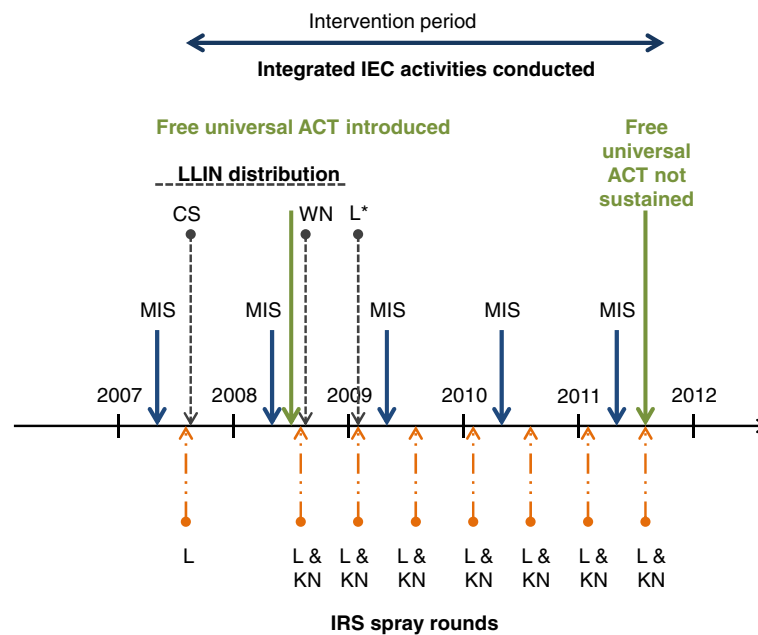 Intervention period
Integrated IEC activities conducted
Free universal ACT introduced
Free
universal
ACT not
sustained
LLIN distribution
CS
WN
L*
MIS
MIS
MIS
MIS
MIS
2007
2008
2009
2010
2011
2012
L
L &
KN
L &
KN
L &
KN
L &
KN
L &
KN
L &
KN
L &
KN
IRS spray rounds